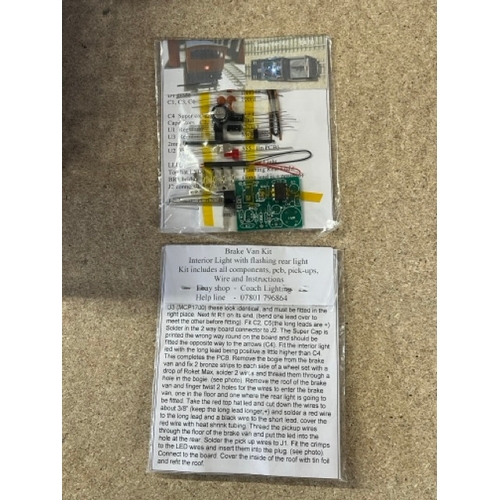 C1, C3, C
C4 Super
U1
U3
U2
Brake Van Kit
Interior Light with flashing rear light
Kit includes all components, pcb, pick-ups,
Wire and Instructions
Ebay shop - Coach Lighting
Help line - 07801 796864
U3 (MCP1700) these look identical, and must be fitted in the
right place. Next fit R1 on its end, (bend one lead over to
meet the other before fitting). Fit C2, C5(the long leads are +)
Solder in the 2 way board connector to J2. The Super Cap is
printed the wrong way round on the board and should be
fitted the opposite way to the arrows (C4). Fit the interior light
red with the long lead being positive a little higher than C4.
This completes the PCB. Remove the bogie from the brake
van and fix 2 bronze strips to each side of a wheel set with a
drop of Roket Max, solder 2 wires and thread them through a
hole in the bogie. (see photo). Remove the roof of the brake
van and finger twist 2 holes for the wires to enter the brake
van, one in the floor and one where the rear light is going to
be fitted. Take the red top hat led and cut down the wires to
about 3/8" (keep the long lead longer,+) and solder a red wire
to the long lead and a black wire to the short lead, cover the
red wire with heat shrink tubing. Thread the pickup wires
through the floor of the brake van and put the led into the
hole at the rear. Solder the pick up wires to J1. Fit the crimps
to the LED wires and insert them into the plug. (see photo)
Connect to the board. Cover the inside of the roof with tin foil
and refit the roof.